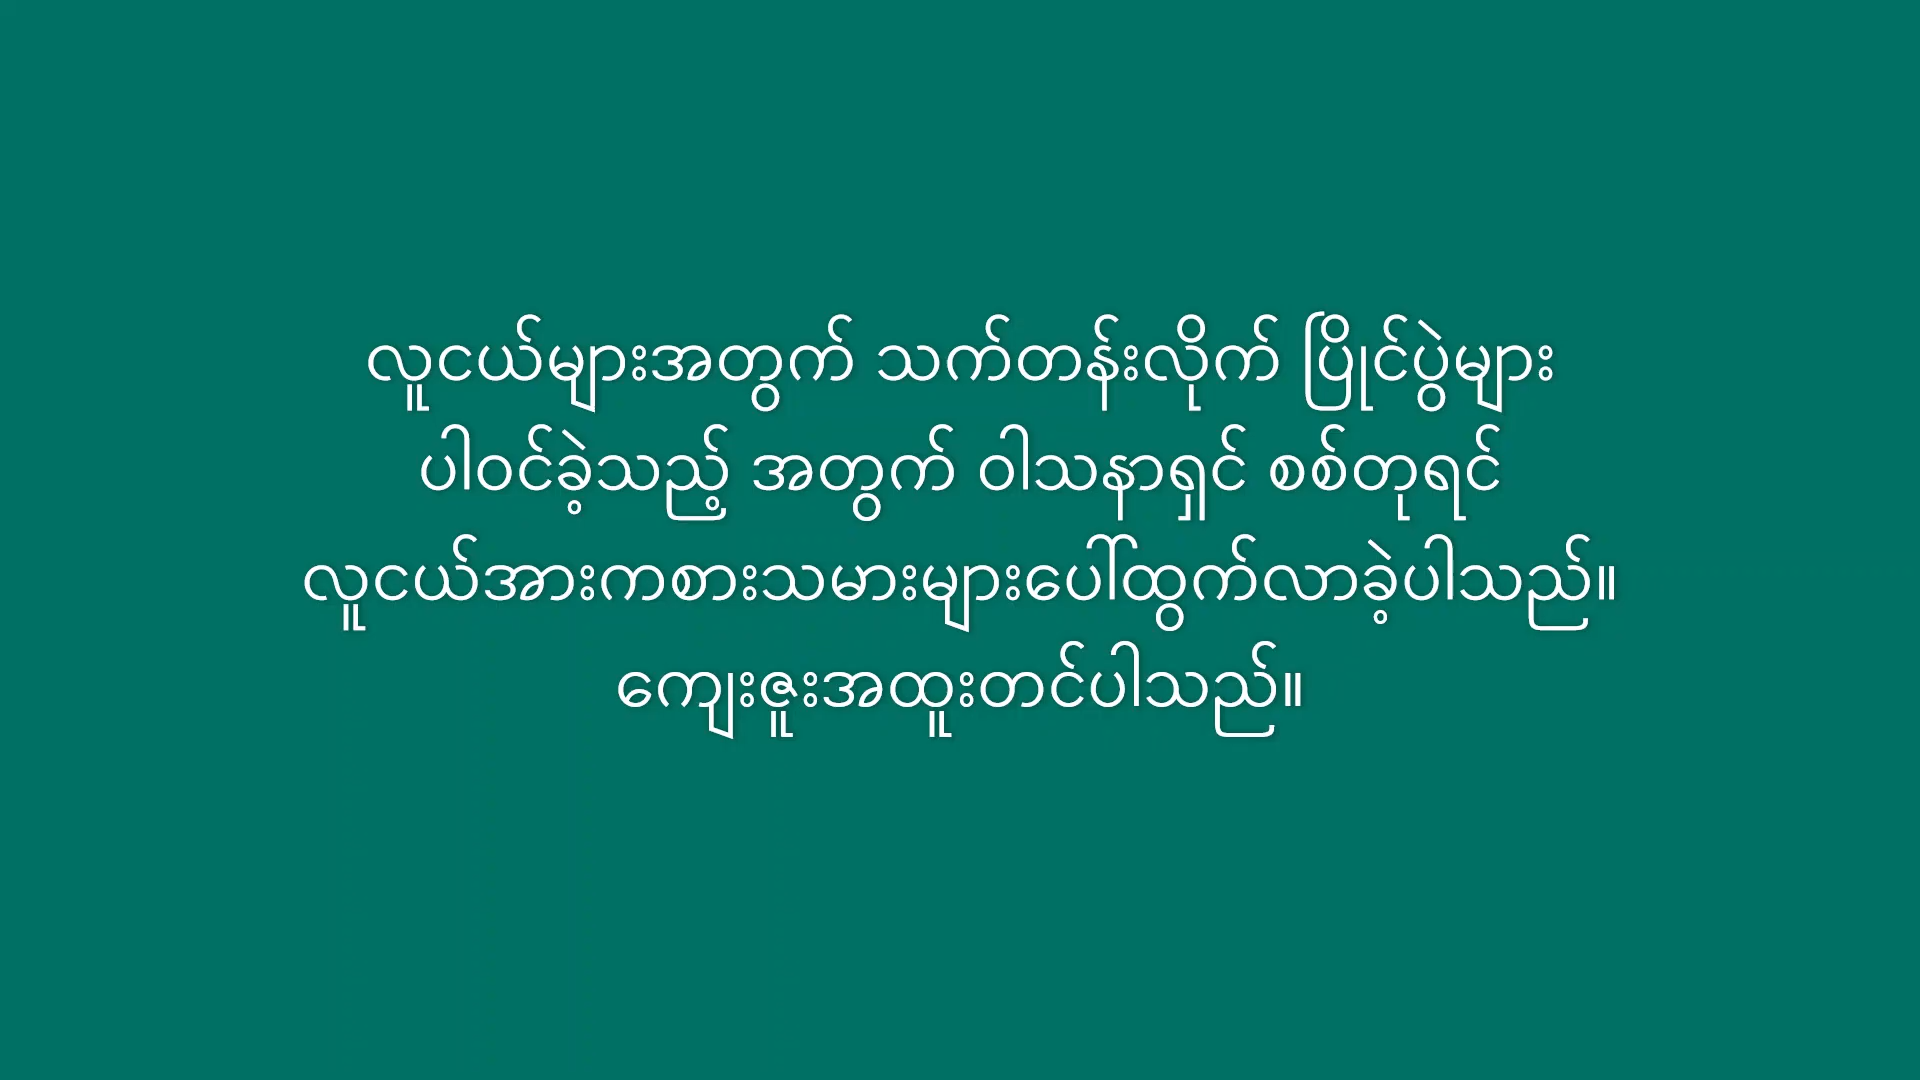 လူငယ်များအတွက် သက်တန်းလိုက် ပြိုင်ပွဲများ
ပါဝင်ခဲ့သည့် အတွက် ဝါသနာရှင် စစ်တုရင်
လူငယ်အားကစားသမားများပေါ်ထွက်လာခဲ့ပါသည်။
ကျေးဇူးအထူးတင်ပါသည်။